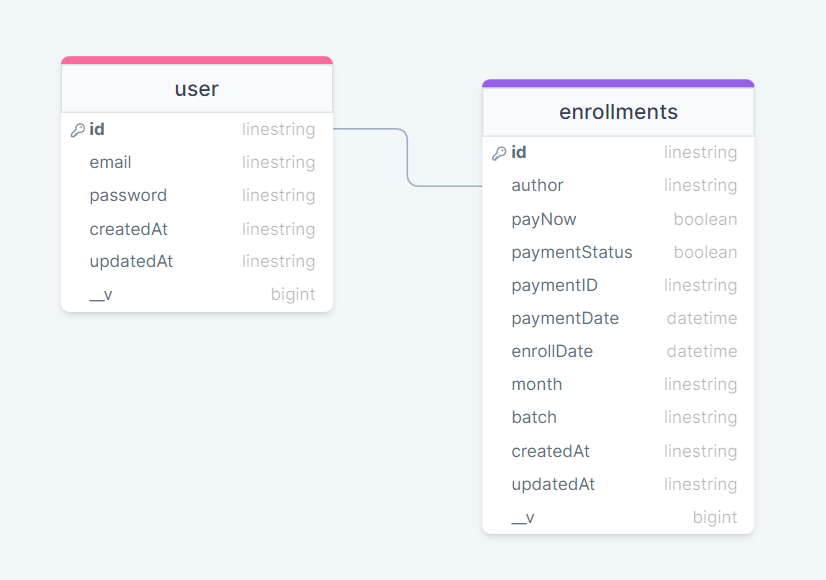 user
id linestring
email linestring
password linestring
createdAt linestring
updatedAt linestring
__v bigint
enrollments
id linestring
author linestring
payNow boolean
paymentStatus boolean
paymentID linestring
paymentDate datetime
enrollDate datetime
month linestring
batch linestring
createdAt linestring
updatedAt linestring
__v bigint